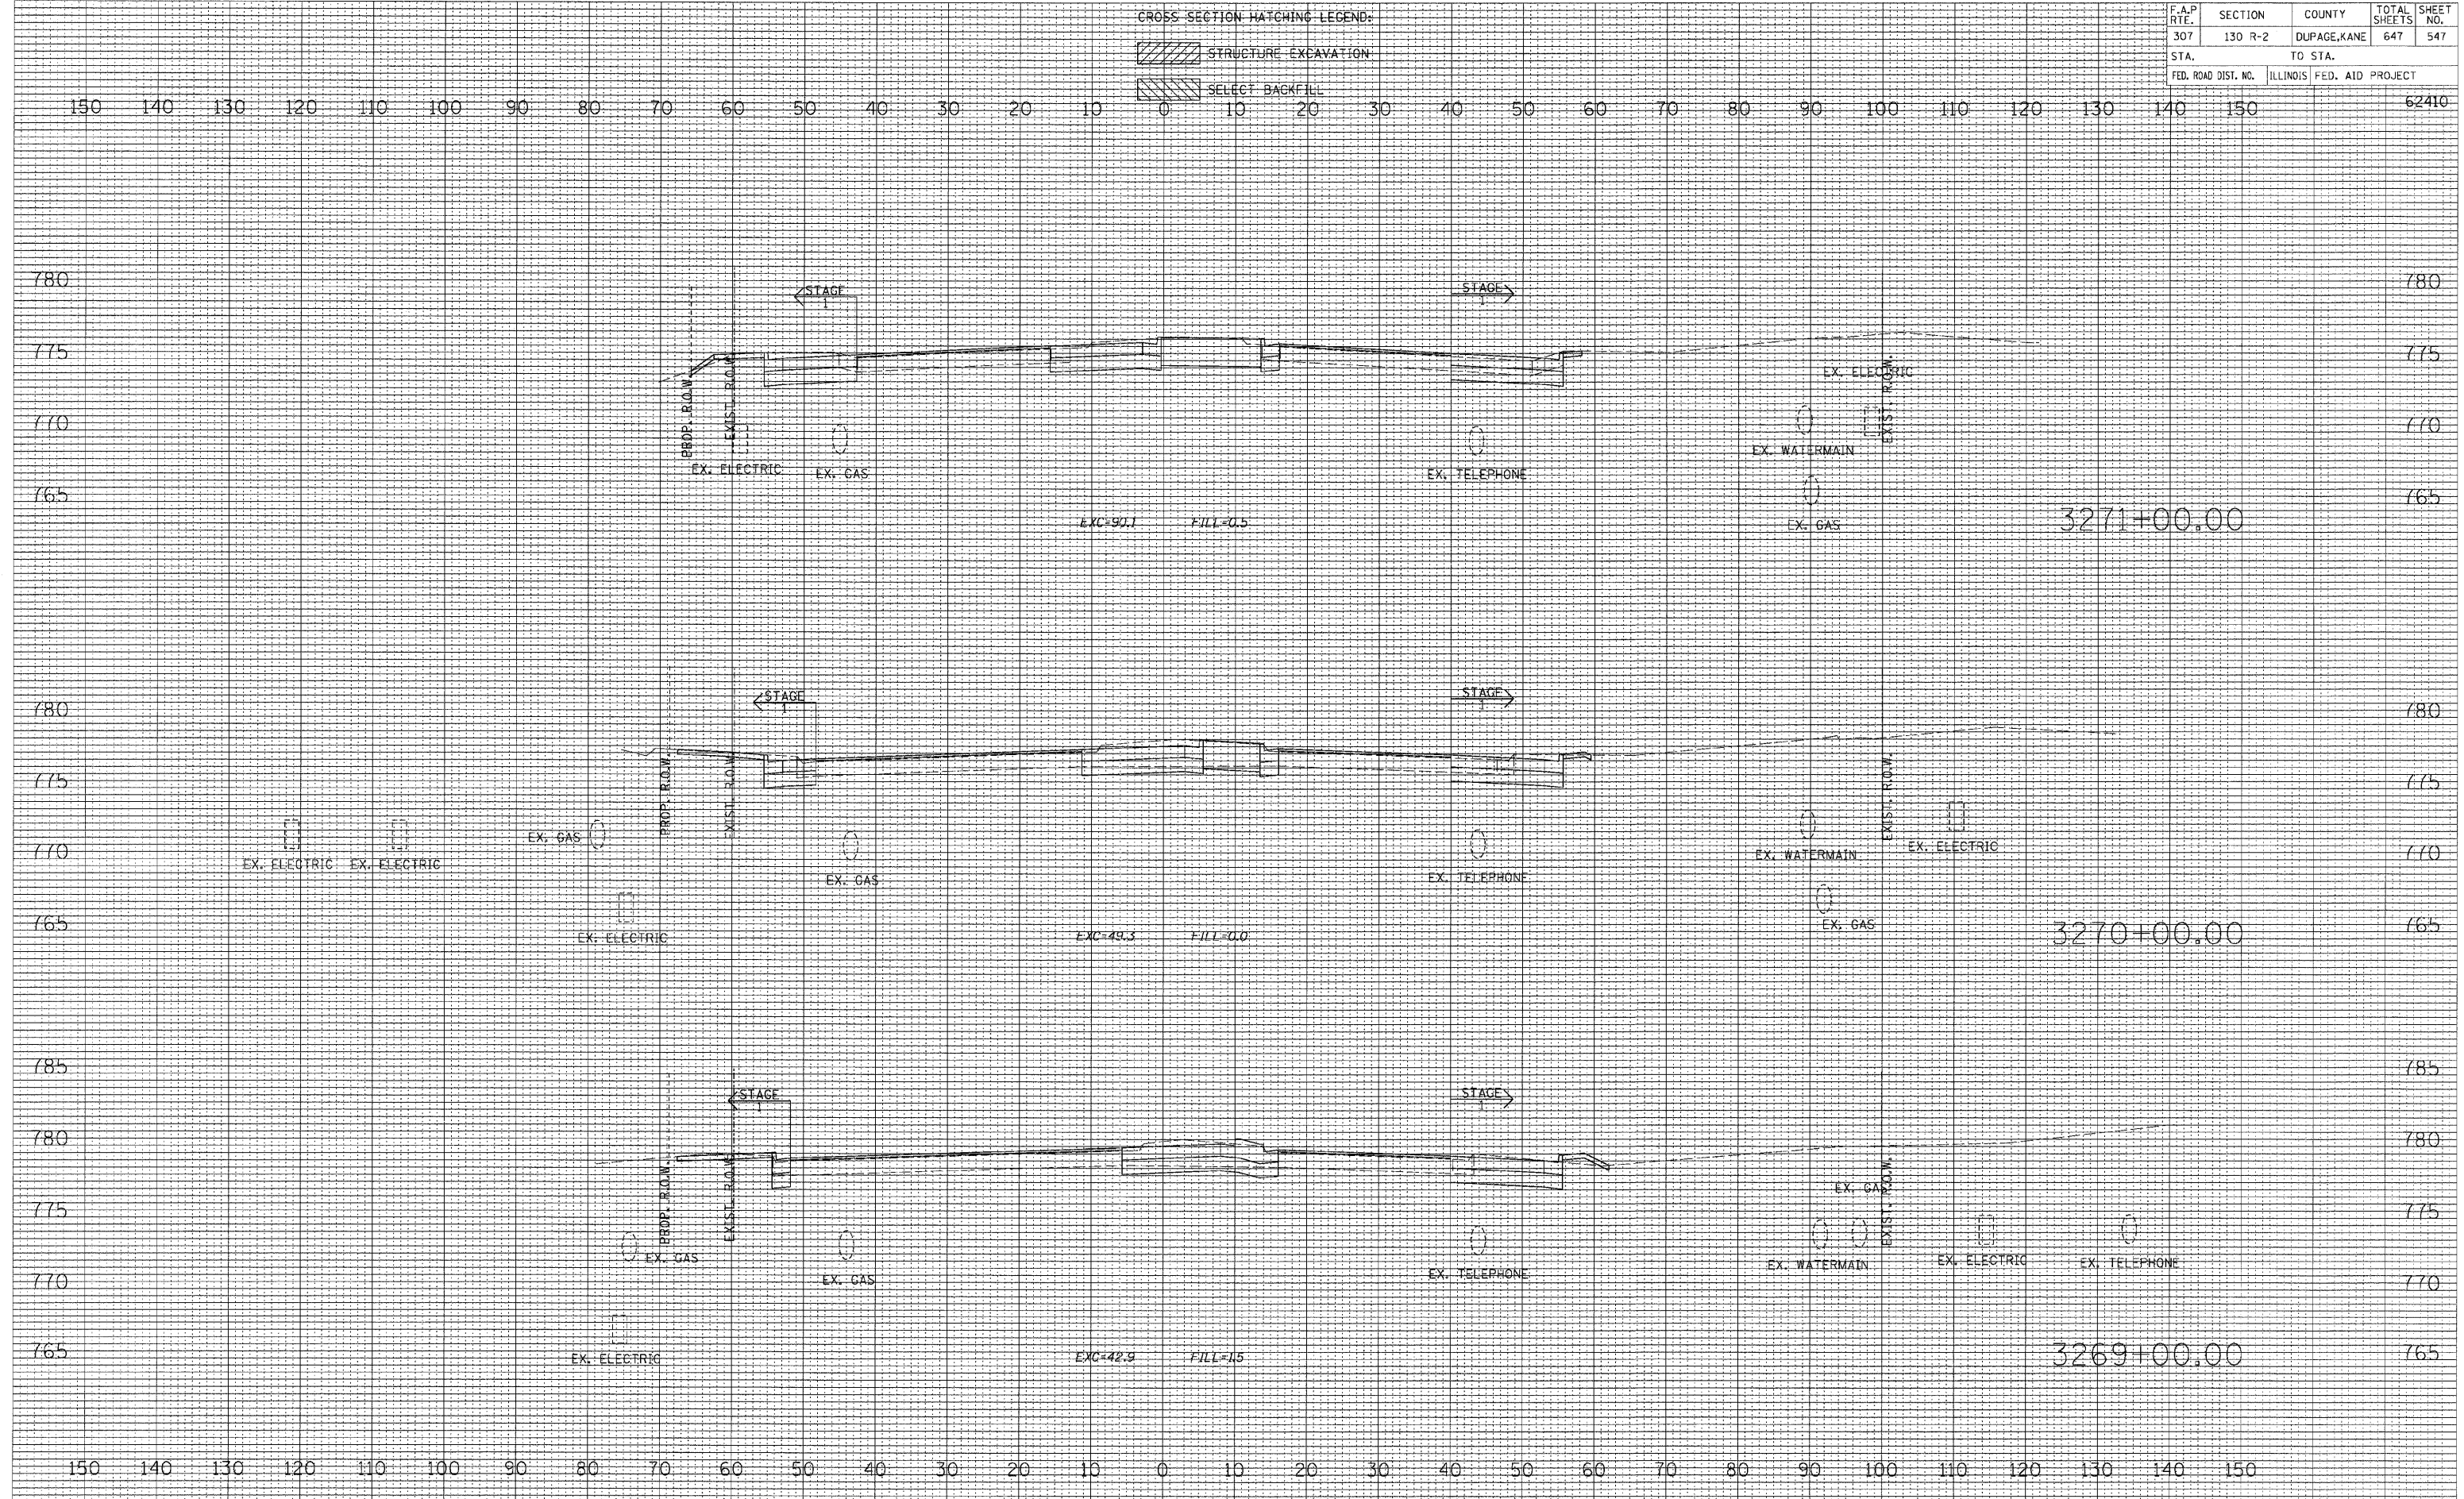 CROSS SECTION HATCHING LEGEND:
STRUCTURE EXCAVATION
SELECT BACKFILL
F.A.P RTE. SECTION COUNTY TOTAL SHEETS SHEET NO.
307 130 R-2 DUPAGE,KANE 647 547
STA. TO STA.
FED. ROAD DIST. NO. ILLINOIS FED. AID PROJECT
62410
150 140 130 120 110 100 90 80 70 60 50 40 30 20 10 0 10 20 30 40 50 60 70 80 90 100 110 120 130 140 150
780 780
STAGE 1 STAGE 1
775 775
EX. ELECTRIC
PROP. R.O.W. EXIST. R.O.W. EXIST. R.O.W.
770 770
EX. WATERMAIN
EX. ELECTRIC EX. GAS EX. TELEPHONE
765 765
EXC=90.1 FILL=0.5 EX. GAS 3271+00.00
STAGE 1 STAGE 1
780 780
PROP. R.O.W. EXIST. R.O.W. EXIST. R.O.W.
775 775
EX. GAS EX. ELECTRIC
770 770
EX. WATERMAIN
EX. ELECTRIC EX. ELECTRIC
EX. GAS EX. TELEPHONE
765 765
EX. GAS
EX. ELECTRIC EXC=49.3 FILL=0.0 3270+00.00
785 785
STAGE 1 STAGE 1
780 780
PROP. R.O.W. EXIST. R.O.W. EXIST. R.O.W.
EX. GAS
775 775
EX. GAS EX. WATERMAIN EX. ELECTRIC EX. TELEPHONE
EX. GAS EX. TELEPHONE
770 770
765 765
EX. ELECTRIC EXC=42.9 FILL=1.5 3269+00.00
150 140 130 120 110 100 90 80 70 60 50 40 30 20 10 0 10 20 30 40 50 60 70 80 90 100 110 120 130 140 150